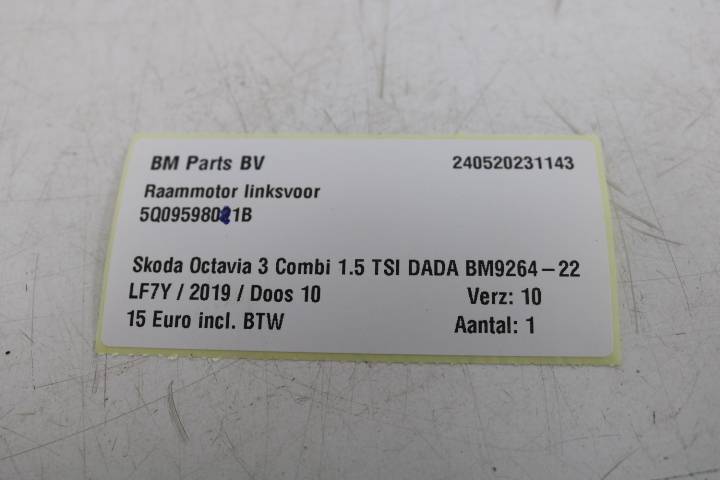 BM Parts BV 240520231143
Raammotor linksvoor
Skoda Octavia 3 Combi 1.5 TSI DADA BM9264-22
LF7Y / 2019 / Doos 10 Verz: 10
15 Euro incl. BTW Aantal: 1